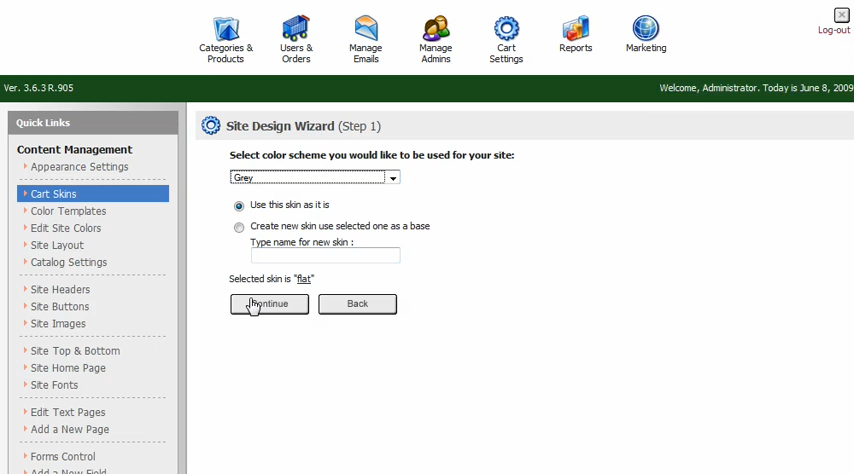 Categories &
Products
Users &
Orders
Manage
Emails
Manage
Admins
Cart
Settings
Reports
Marketing
Log-out
Ver. 3.6.3 R.905
Welcome, Administrator. Today is June 8, 2009
Quick Links
Content Management
Appearance Settings
Cart Skins
Color Templates
Edit Site Colors
Site Layout
Catalog Settings
Site Headers
Site Buttons
Site Images
Site Top & Bottom
Site Home Page
Site Fonts
Edit Text Pages
Add a New Page
Forms Control
Add a New Field
Site Design Wizard (Step 1)
Select color scheme you would like to be used for your site:
Grey
Use this skin as it is
Create new skin use selected one as a base
Type name for new skin :
Selected skin is "flat"
Continue
Back